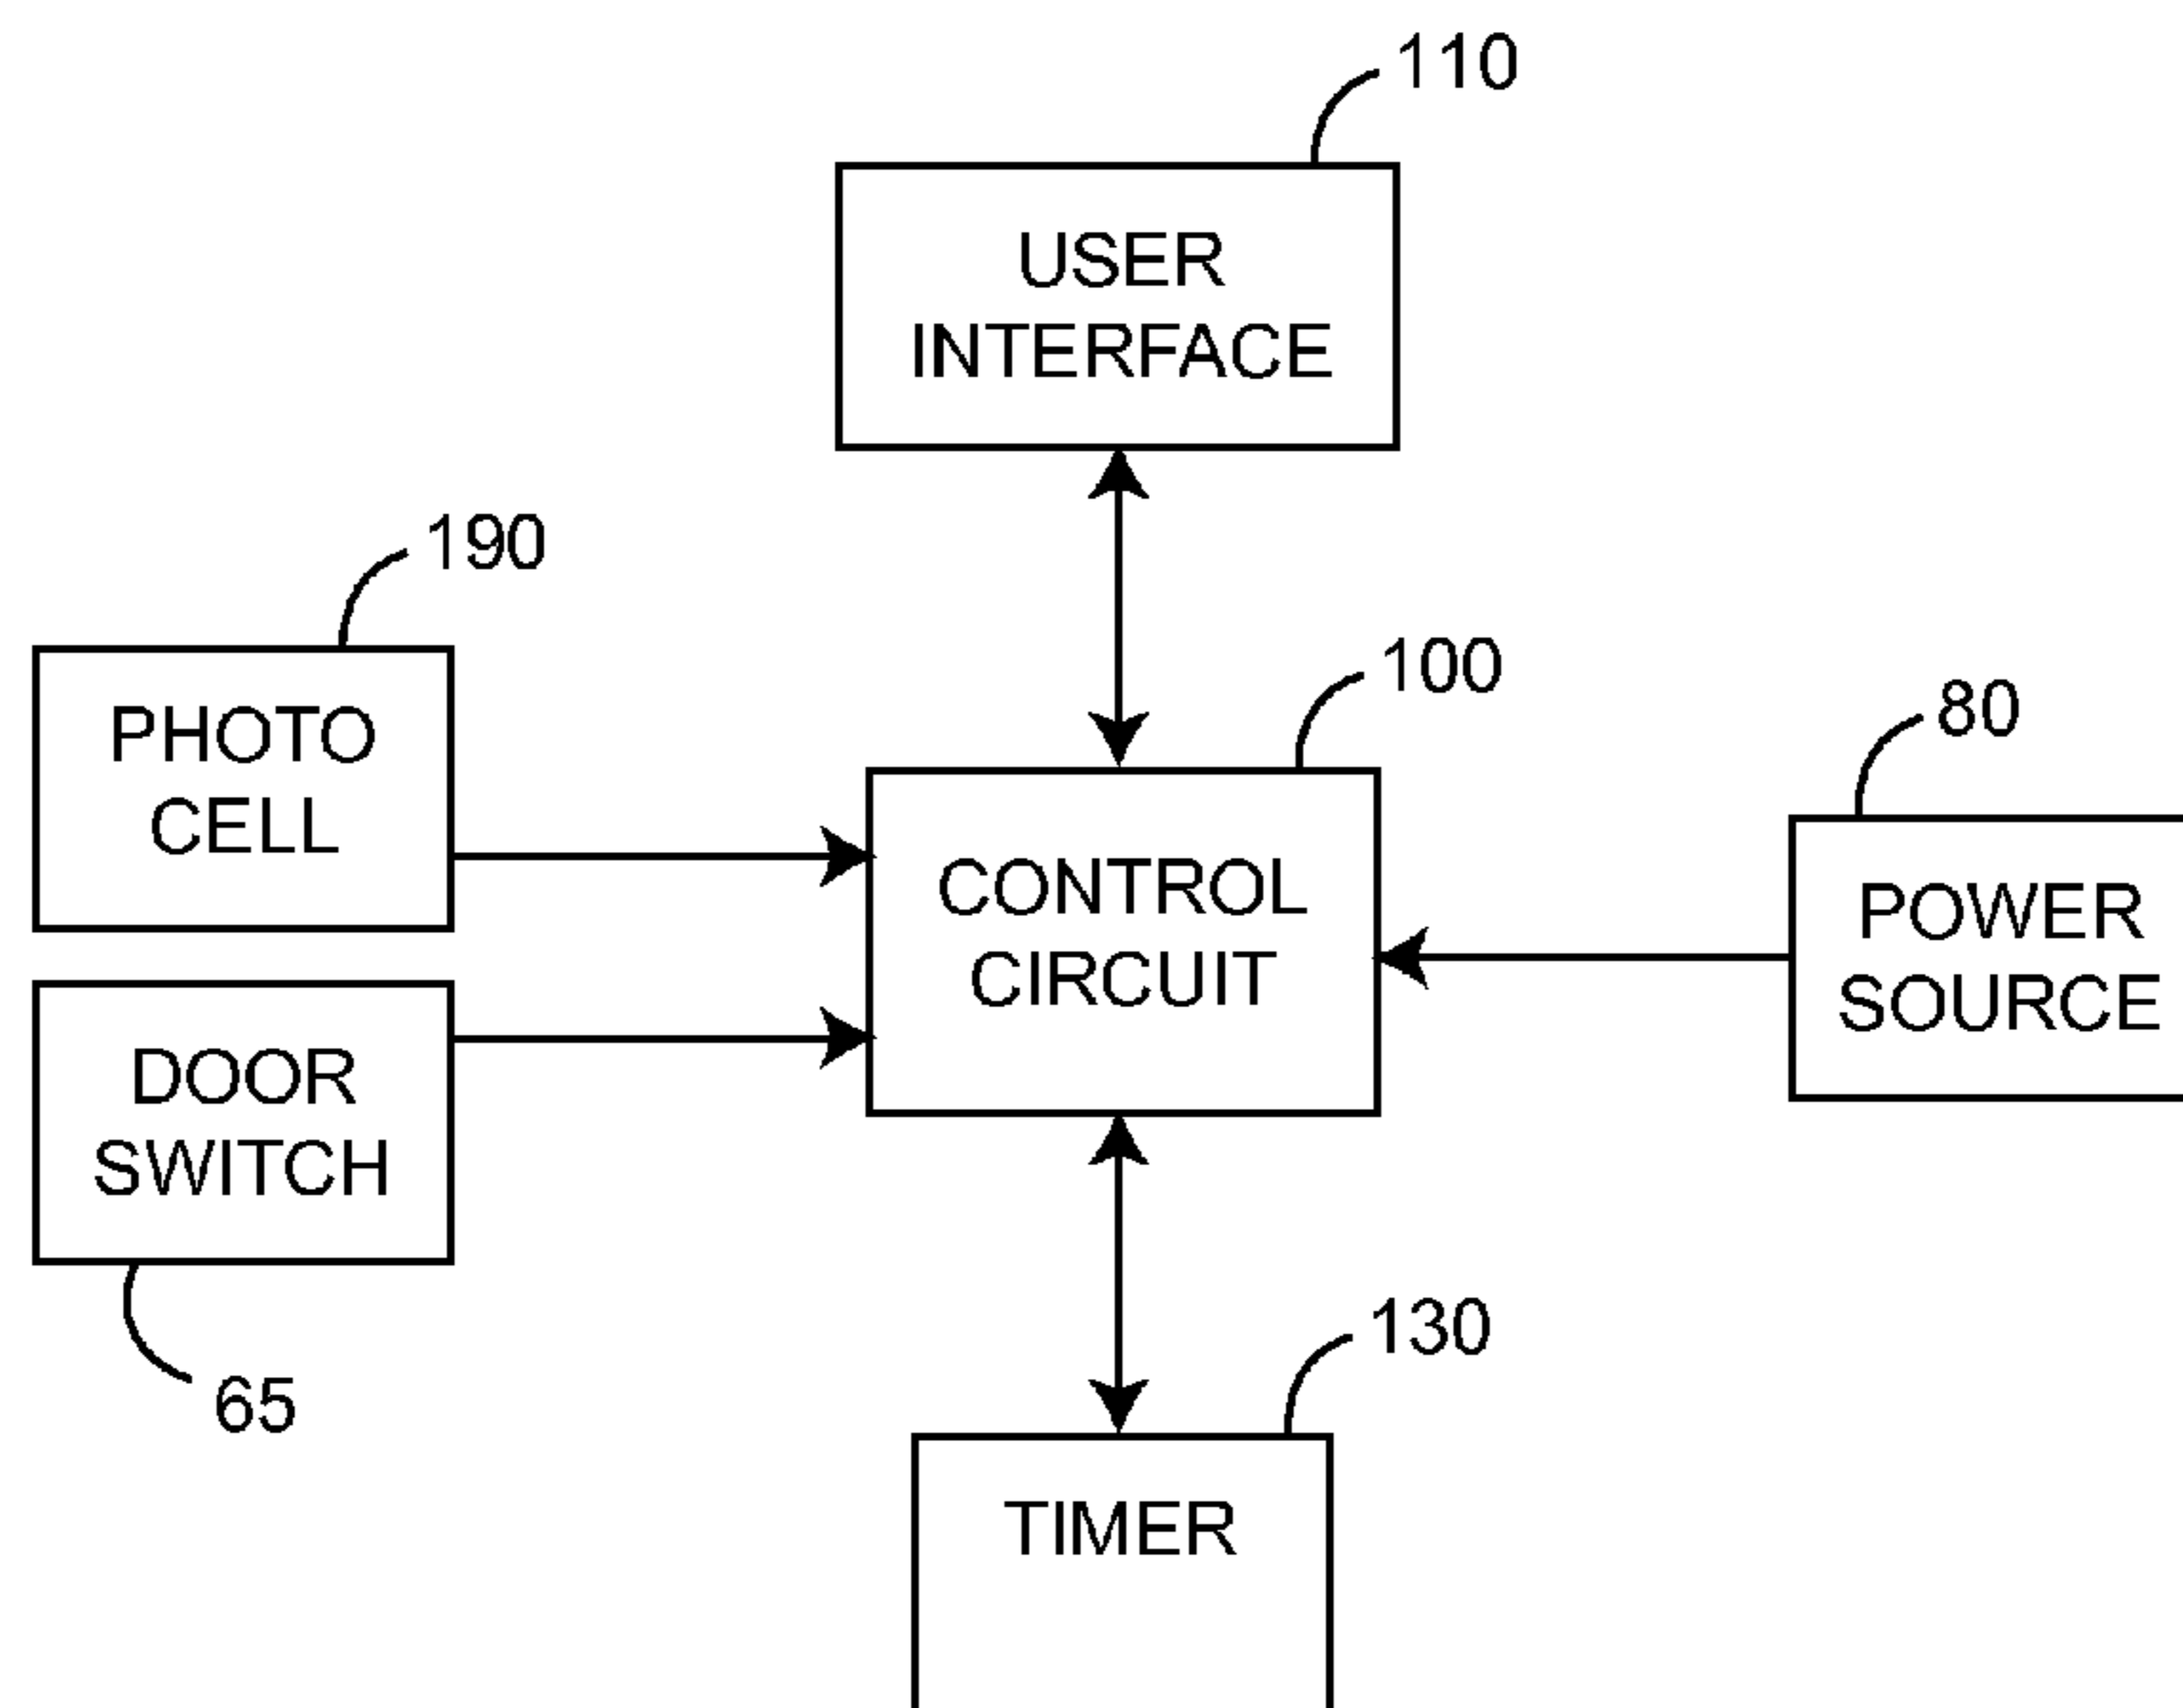 110
USER
INTERFACE
190
PHOTO
CELL
100
CONTROL
CIRCUIT
80
POWER
SOURCE
DOOR
SWITCH
65
130
TIMER